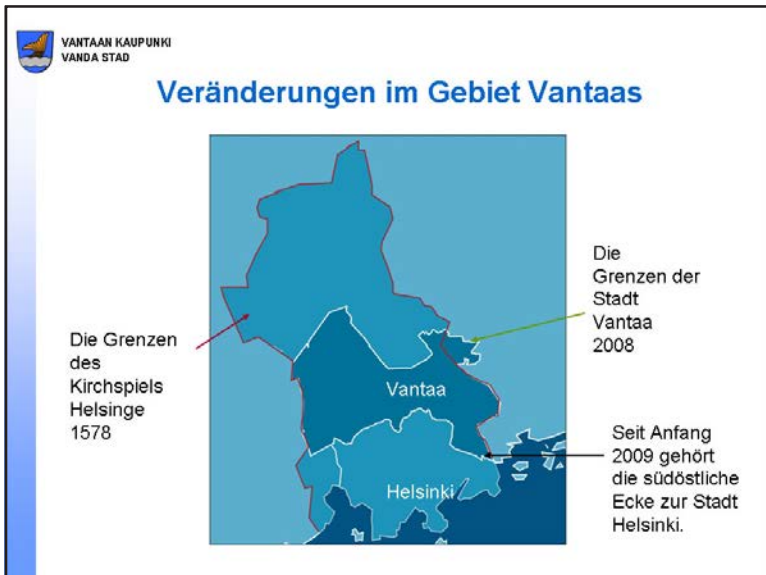 VANTAAN KAUPUNKI
VANDA STAD
Veränderungen im Gebiet Vantaas
Die
Grenzen der
Stadt
Vantaa
2008
Die Grenzen
des
Kirchspiels
Helsinge
1578
Vantaa
Seit Anfang
2009 gehört
die südöstliche
Ecke zur Stadt
Helsinki.
Helsinki